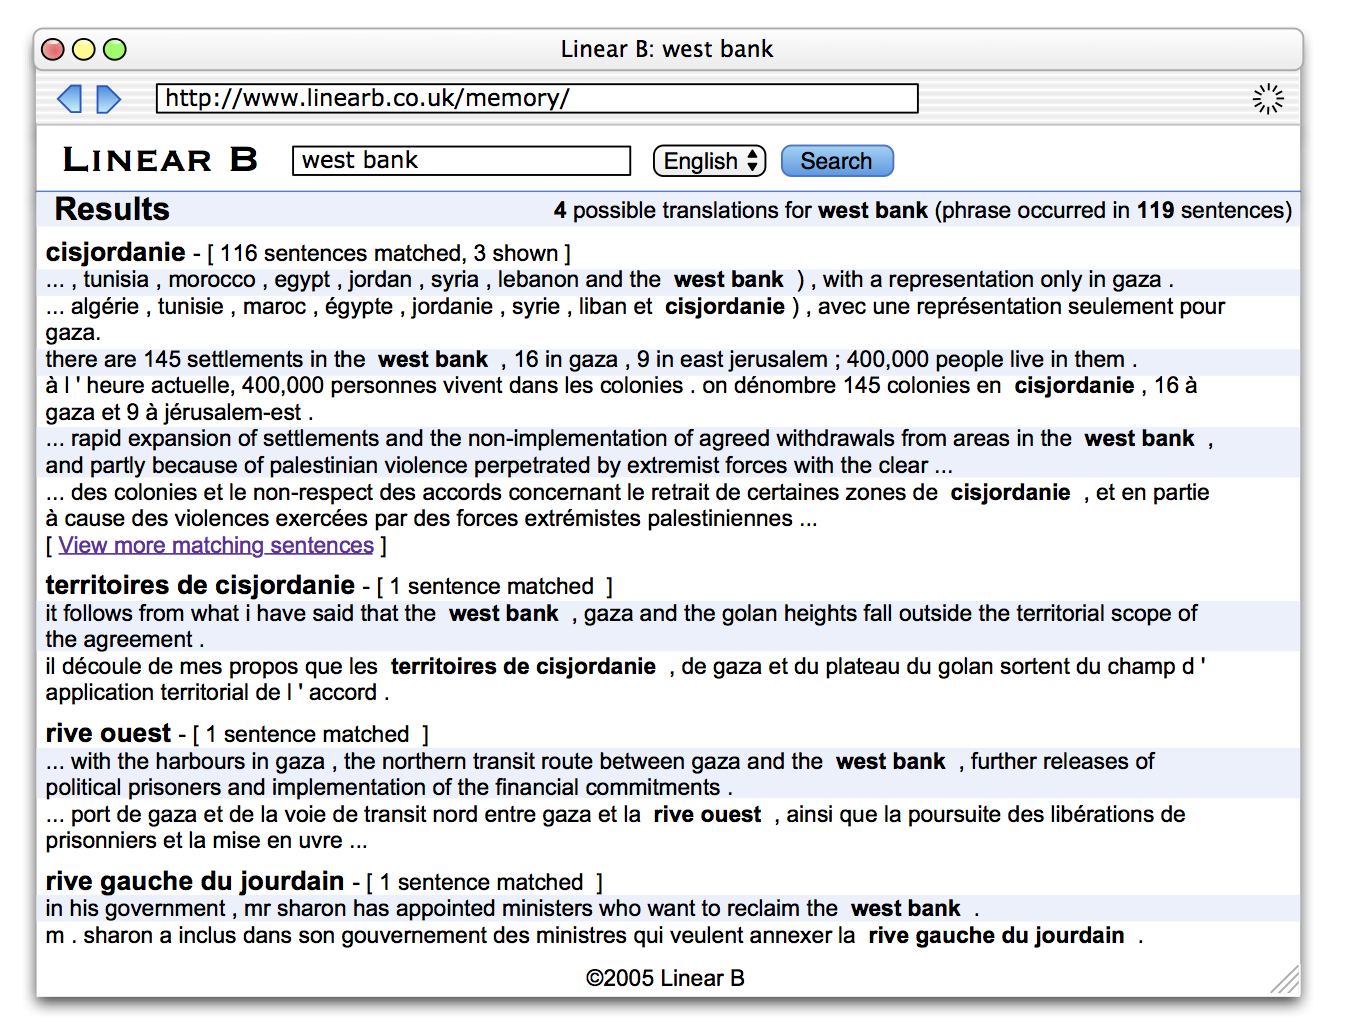 Linear B: west bank
http://www.linearb.co.uk/memory/
LINEAR B west bank English Search
Results 4 possible translations for west bank (phrase occurred in 119 sentences)
cisjordanie - [ 116 sentences matched, 3 shown ]
... , tunisia , morocco , egypt , jordan , syria , lebanon and the west bank ) , with a representation only in gaza .
... algérie , tunisie , maroc , égypte , jordanie , syrie , liban et cisjordanie ) , avec une représentation seulement pour
gaza.
there are 145 settlements in the west bank , 16 in gaza , 9 in east jerusalem ; 400,000 people live in them .
à l ' heure actuelle, 400,000 personnes vivent dans les colonies . on dénombre 145 colonies en cisjordanie , 16 à
gaza et 9 à jérusalem-est .
... rapid expansion of settlements and the non-implementation of agreed withdrawals from areas in the west bank ,
and partly because of palestinian violence perpetrated by extremist forces with the clear ...
... des colonies et le non-respect des accords concernant le retrait de certaines zones de cisjordanie , et en partie
à cause des violences exercées par des forces extrémistes palestiniennes ...
[ View more matching sentences ]
territoires de cisjordanie - [ 1 sentence matched ]
it follows from what i have said that the west bank , gaza and the golan heights fall outside the territorial scope of
the agreement .
il découle de mes propos que les territoires de cisjordanie , de gaza et du plateau du golan sortent du champ d '
application territorial de l ' accord .
rive ouest - [ 1 sentence matched ]
... with the harbours in gaza , the northern transit route between gaza and the west bank , further releases of
political prisoners and implementation of the financial commitments .
... port de gaza et de la voie de transit nord entre gaza et la rive ouest , ainsi que la poursuite des libérations de
prisonniers et la mise en uvre ...
rive gauche du jourdain - [ 1 sentence matched ]
in his government , mr sharon has appointed ministers who want to reclaim the west bank .
m . sharon a inclus dans son gouvernement des ministres qui veulent annexer la rive gauche du jourdain .
©2005 Linear B